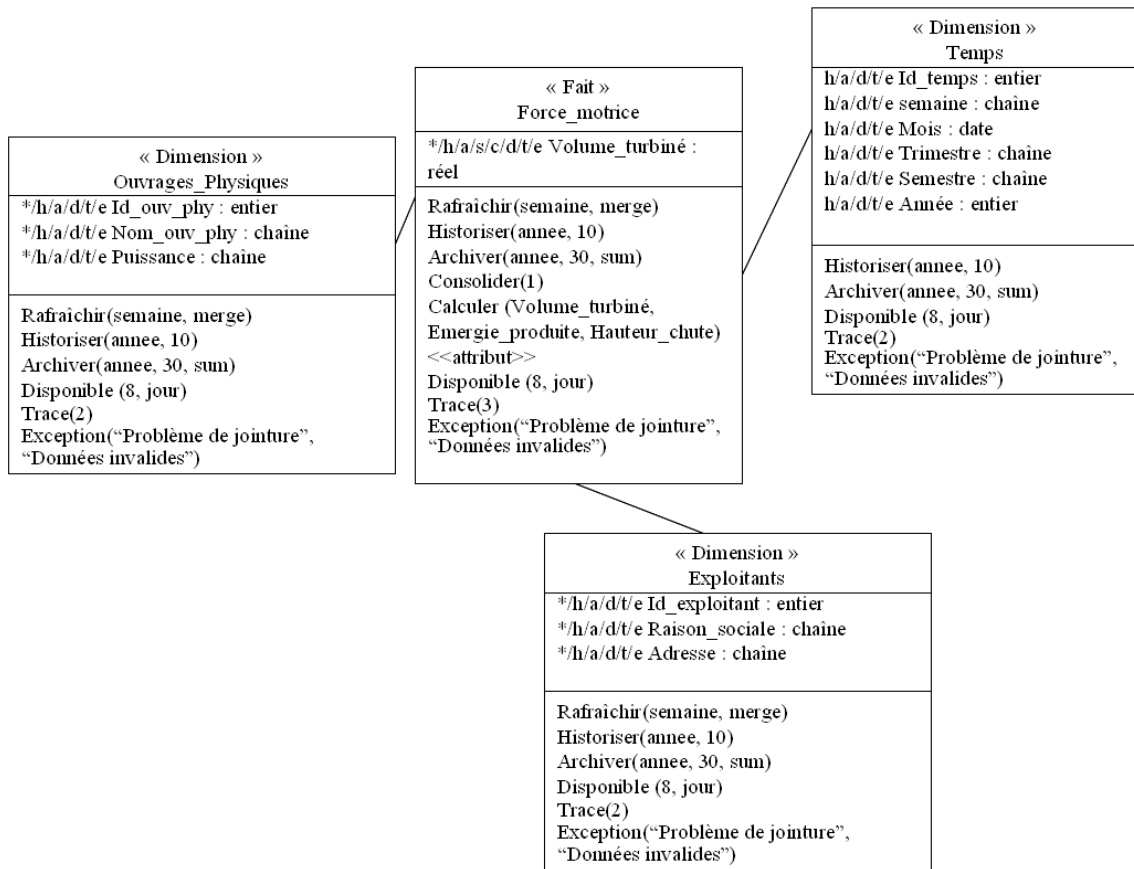 « Dimension »
Ouvrages_Physiques
*/h/a/d/t/e Id_ouv_phy : entier
*/h/a/d/t/e Nom_ouv_phy : chaîne
*/h/a/d/t/e Puissance : chaîne
Rafraîchir(semaine, merge)
Historiser(annee, 10)
Archiver(annee, 30, sum)
Disponible (8, jour)
Trace(2)
Exception(“Problème de jointure”,
“Données invalides”)
« Fait »
Force_motrice
*/h/a/s/c/d/t/e Volume_turbiné :
réel
Rafraîchir(semaine, merge)
Historiser(annee, 10)
Archiver(annee, 30, sum)
Consolider(1)
Calculer (Volume_turbiné,
Emergie_produite, Hauteur_chute)
<<attribut>>
Disponible (8, jour)
Trace(3)
Exception(“Problème de jointure”,
“Données invalides”)
« Dimension »
Temps
h/a/d/t/e Id_temps : entier
h/a/d/t/e semaine : chaîne
h/a/d/t/e Mois : date
h/a/d/t/e Trimestre : chaîne
h/a/d/t/e Semestre : chaîne
h/a/d/t/e Année : entier
Historiser(annee, 10)
Archiver(annee, 30, sum)
Disponible (8, jour)
Trace(2)
Exception(“Problème de jointure”,
“Données invalides”)
« Dimension »
Exploitants
*/h/a/d/t/e Id_exploitant : entier
*/h/a/d/t/e Raison_sociale : chaîne
*/h/a/d/t/e Adresse : chaîne
Rafraîchir(semaine, merge)
Historiser(annee, 10)
Archiver(annee, 30, sum)
Disponible (8, jour)
Trace(2)
Exception(“Problème de jointure”,
“Données invalides”)